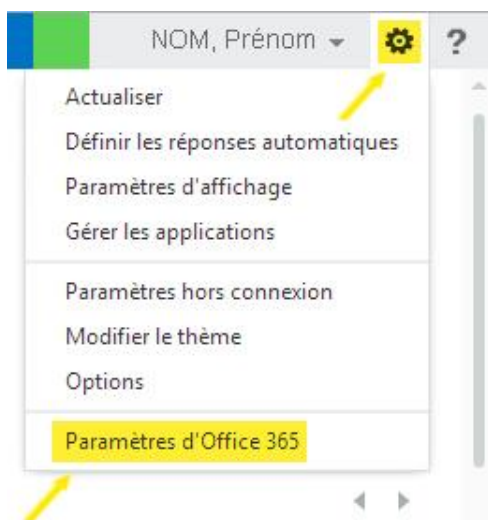 NOM, Prénom ?
Actualiser
Définir les réponses automatiques
Paramètres d'affichage
Gérer les applications
Paramètres hors connexion
Modifier le thème
Options
Paramètres d'Office 365